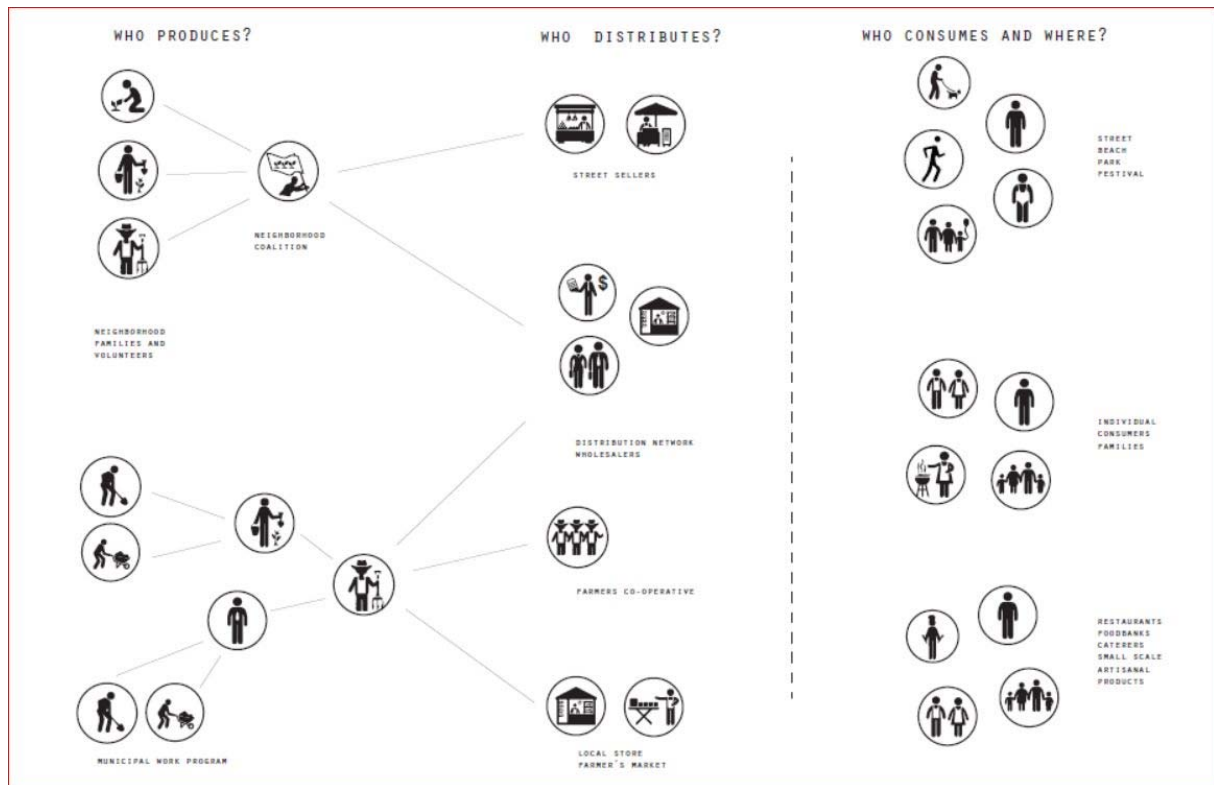 WHO PRODUCES?
WHO DISTRIBUTES?
WHO CONSUMES AND WHERE?
STREET SELLERS
STREET
BEACH
PARK
FESTIVAL
NEIGHBORHOOD
COALITION
NEIGHBORHOOD
FAMILIES AND
VOLUNTEERS
$
DISTRIBUTION NETWORK
WHOLESALERS
INDIVIDUAL
CONSUMERS
FAMILIES
FARMERS CO-OPERATIVE
RESTAURANTS
FOODBANKS
CATERERS
SMALL SCALE
ARTISANAL
PRODUCTS
MUNICIPAL WORK PROGRAM
LOCAL STORE
FARMER´S MARKET